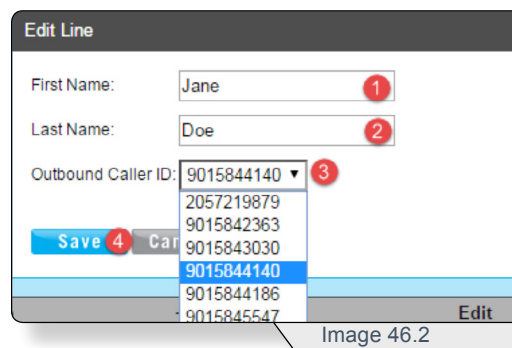 Edit Line
First Name: Jane 1
Last Name: Doe 2
Outbound Caller ID: 9015844140 3
2057219879
9015842363
Save 4 Can 9015843030
9015844140
9015844186
9015845547 Edit
Image 46.2